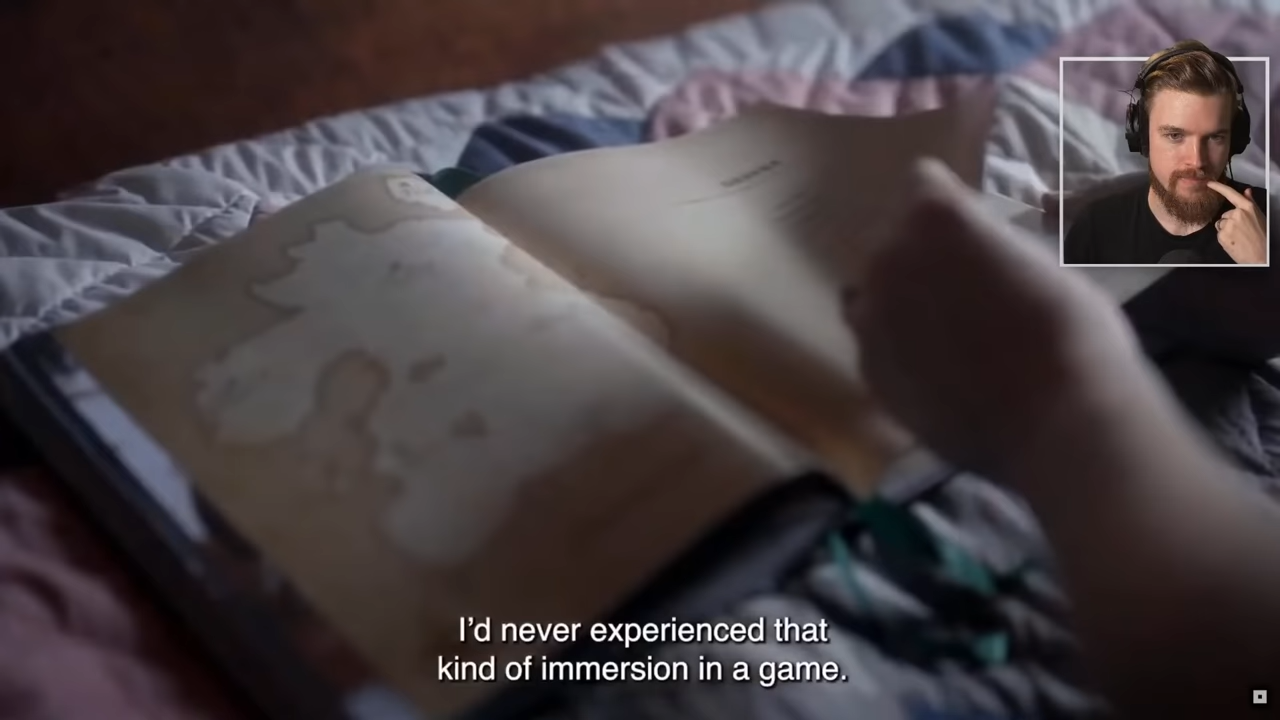 I’d never experienced that
kind of immersion in a game.